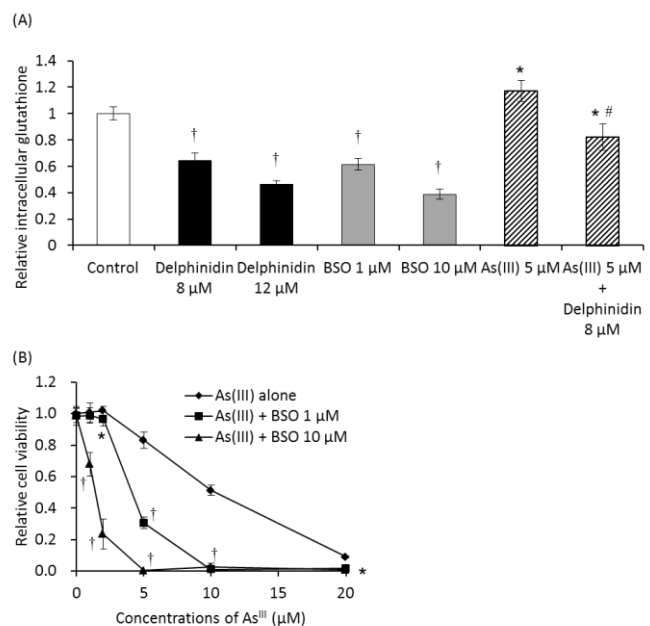 (A)
Relative intracellular glutathione
1.4
1.2
1
0.8
0.6
0.4
0.2
0
†
†
†
†
*
* #
Control
Delphinidin
8 µM
Delphinidin
12 µM
BSO 1 µM
BSO 10 µM
As(III) 5 µM
As(III) 5 µM
+
Delphinidin
8 µM
(B)
Relative cell viability
1.2
1.0
0.8
0.6
0.4
0.2
0.0
As(III) alone
As(III) + BSO 1 µM
As(III) + BSO 10 µM
*
†
†
†
†
†
*
0
5
10
15
20
Concentrations of Asᴵᴵᴵ (µM)